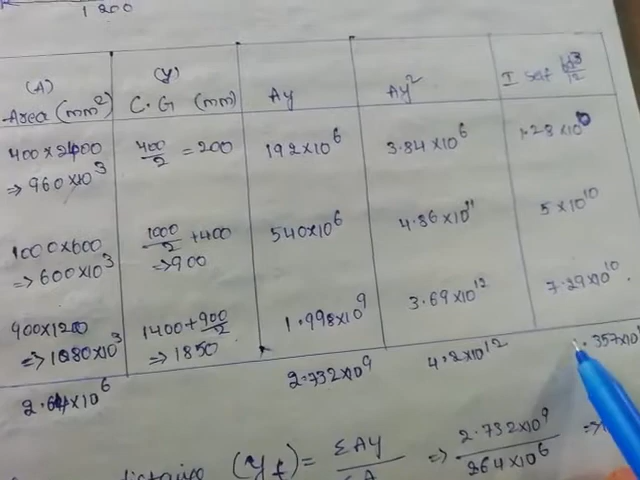 1200
(A)
Area (mm²)
(y)
C.G (mm)
Ay
Ay²
I self bd³/12
400×2400
⇒ 960×10³
400/2 = 200
192×10⁶
3.84×10⁶
1.28×10¹⁰
1000×600
⇒ 600×10³
1000/2 +400
⇒ 900
540×10⁶
4.86×10¹¹
5×10¹⁰
400×1200
⇒ 1080×10³
1400+900/2
⇒ 1850
1.998×10⁹
3.69×10¹²
7.29×10¹⁰
2.64×10⁶
2.732×10⁹
4.2×10¹²
.357×10
(yt) = ΣAy ⇒ 2.732×10⁹ ⇒
A 264×10⁶